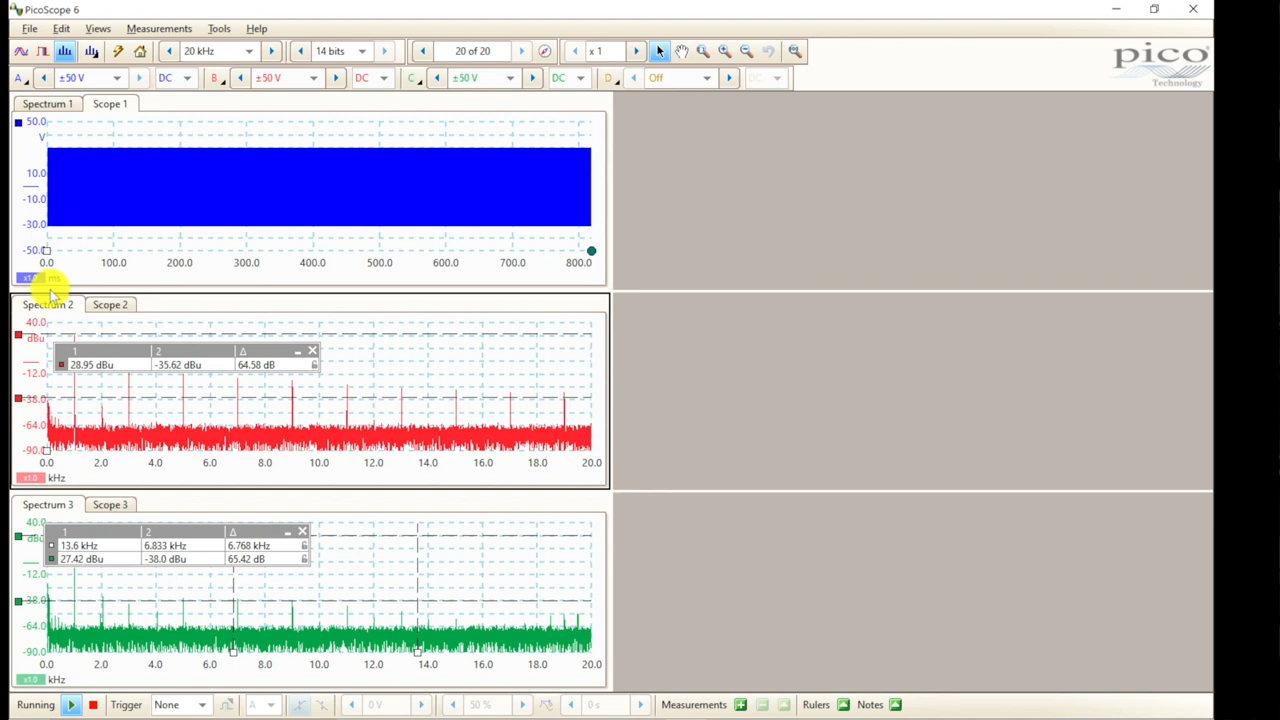 PicoScope 6
File Edit Views Measurements Tools Help
20 kHz 14 bits 20 of 20 x 1
pico
Technology
A ±50 V DC B ±50 V DC C ±50 V DC D Off DC
Spectrum 1 Scope 1
50.0
V
10.0
-10.0
-30.0
-50.0
0.0 100.0 200.0 300.0 400.0 500.0 600.0 700.0 800.0
x1.0 ms
Spectrum 2 Scope 2
40.0
dBu
1 2 Δ
28.95 dBu -35.62 dBu 64.58 dB
-12.0
-38.0
-64.0
-90.0
0.0 2.0 4.0 6.0 8.0 10.0 12.0 14.0 16.0 18.0 20.0
x1.0 kHz
Spectrum 3 Scope 3
40.0
1 2 Δ
13.6 kHz 6.833 kHz 6.768 kHz
27.42 dBu -38.0 dBu 65.42 dB
-12.0
-38.0
-64.0
-90.0
0.0 2.0 4.0 6.0 8.0 10.0 12.0 14.0 16.0 18.0 20.0
x1.0 kHz
Running Trigger None A 0 V 50 % 0 s Measurements Rulers Notes